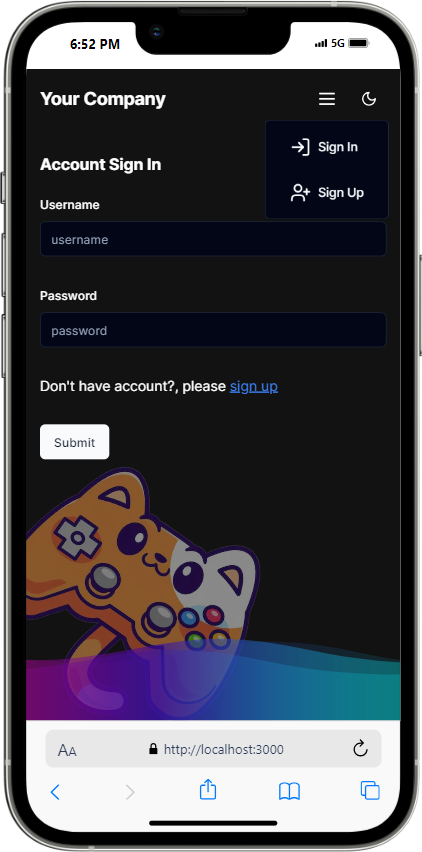 6:52 PM
5G
Your Company
Sign In
Account Sign In
Sign Up
Username
username
Password
password
Don't have account?, please sign up
Submit
AA
http://localhost:3000